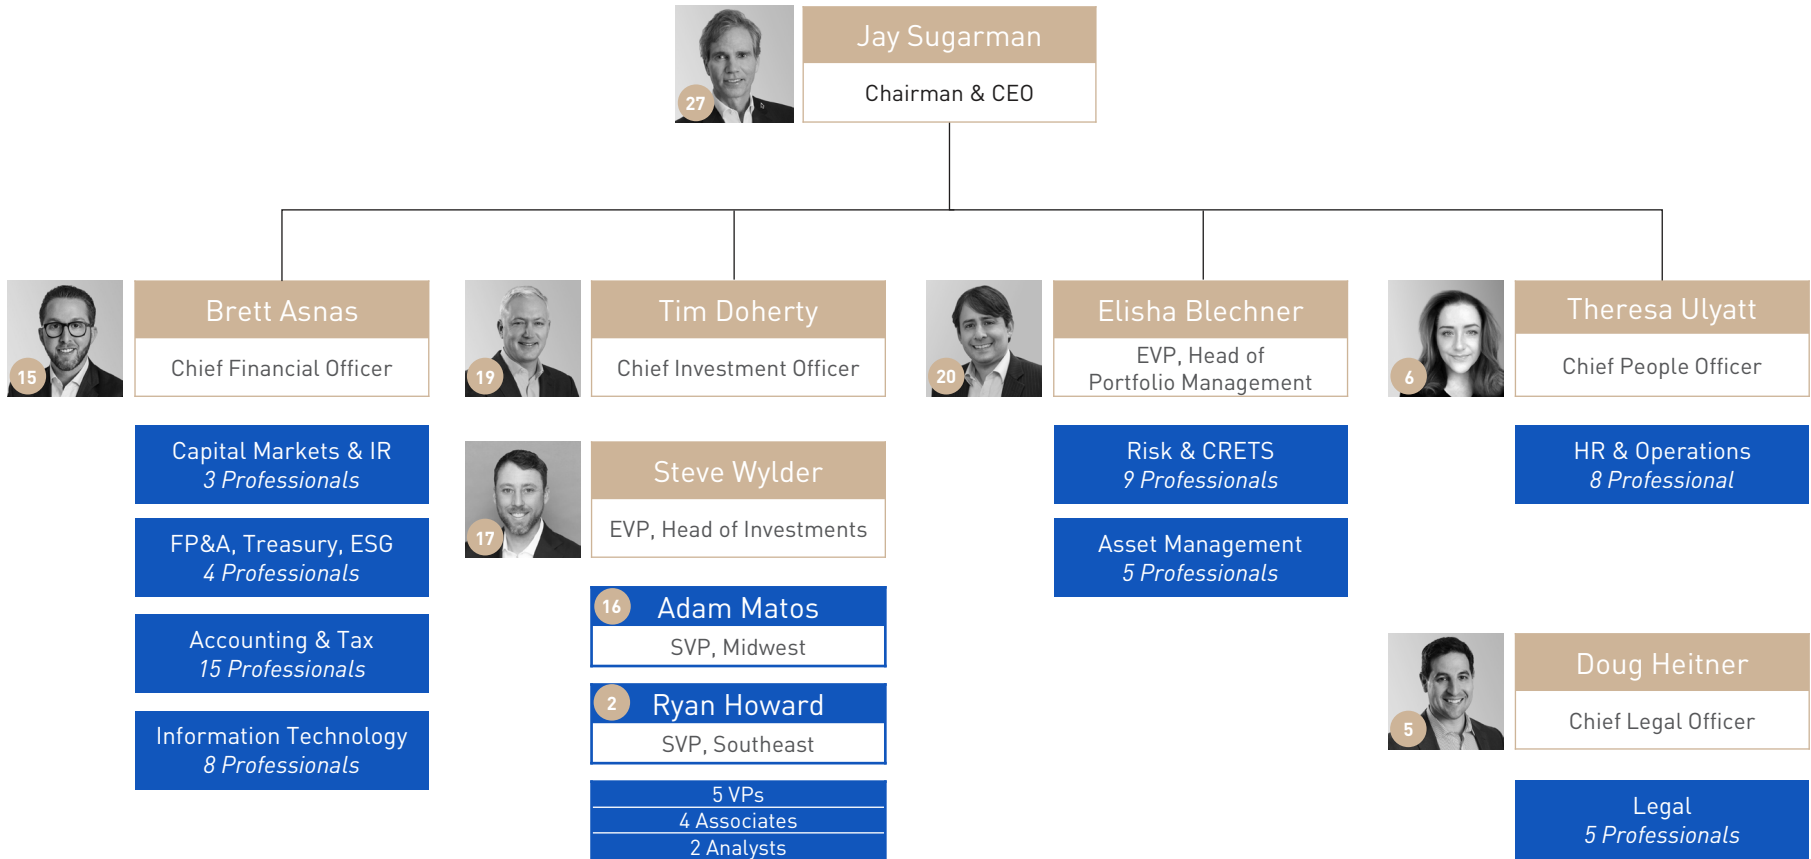 Jay Sugarman
Chairman & CEO
27
Brett Asnas
Chief Financial Officer
15
Capital Markets & IR
3 Professionals
FP&A, Treasury, ESG
4 Professionals
Accounting & Tax
15 Professionals
Information Technology
8 Professionals
Tim Doherty
Chief Investment Officer
19
Steve Wylder
EVP, Head of Investments
17
16
Adam Matos
SVP, Midwest
2
Ryan Howard
SVP, Southeast
5 VPs
4 Associates
2 Analysts
Elisha Blechner
EVP, Head of
Portfolio Management
20
Risk & CRETS
9 Professionals
Asset Management
5 Professionals
Theresa Ulyatt
Chief People Officer
6
HR & Operations
8 Professional
Doug Heitner
Chief Legal Officer
5
Legal
5 Professionals